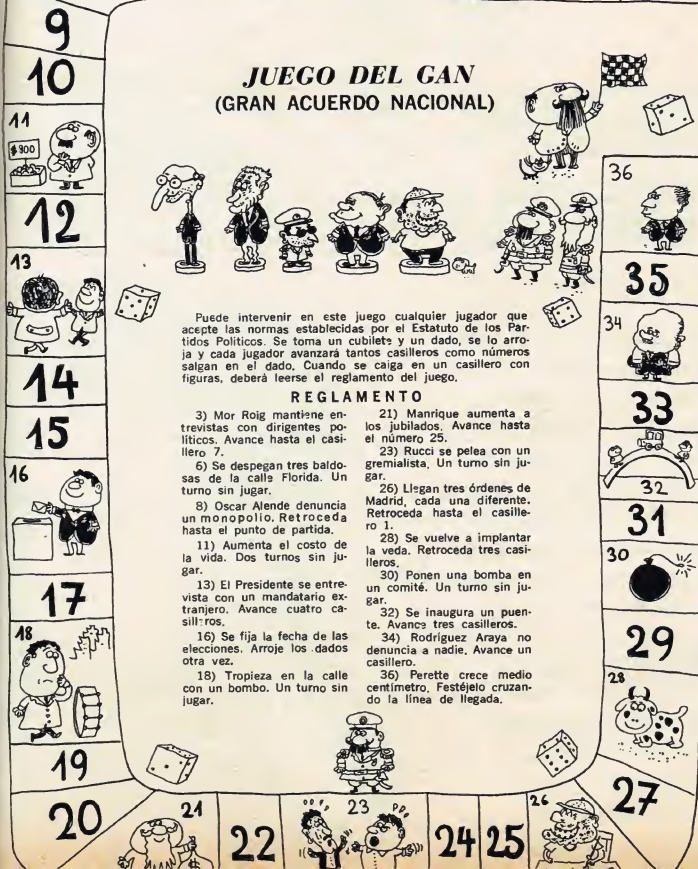 JUEGO DEL GAN
(GRAN ACUERDO NACIONAL)
Puede intervenir en este juego cualquier jugador que
acepte las normas establecidas por el Estatuto de los Par-
tidos Políticos. Se toma un cubilete y un dado, se lo arro-
ja y cada jugador avanzará tantos casilleros como números
salgan en el dado. Cuando se caiga en un casillero con
figuras, deberá leerse el reglamento del juego.
REGLAMENTO
3) Mor Roig mantiene en-
trevistas con dirigentes po-
líticos. Avance hasta el casi-
llero 7.
6) Se despegan tres baldo-
sas de la calle Florida. Un
turno sin jugar.
8) Oscar Alende denuncia
un monopolio. Retroceda
hasta el punto de partida.
11) Aumenta el costo de
la vida. Dos turnos sin ju-
gar.
13) El Presidente se entre-
vista con un mandatario ex-
tranjero. Avance cuatro ca-
silleros.
16) Se fija la fecha de las
elecciones. Arroje los dados
otra vez.
18) Tropieza en la calle
con un bombo. Un turno sin
jugar.
21) Manrique aumenta a
los jubilados. Avance hasta
el número 25.
23) Rucci se pelea con un
gremialista. Un turno sin ju-
gar.
26) Llegan tres órdenes de
Madrid, cada una diferente.
Retroceda hasta el casille-
ro 1.
28) Se vuelve a implantar
la veda. Retroceda tres casi-
lleros.
30) Ponen una bomba en
un comité. Un turno sin ju-
gar.
32) Se inaugura un puen-
te. Avance tres casilleros.
34) Rodríguez Araya no
denuncia a nadie. Avance un
casillero.
36) Perette crece medio
centímetro. Festéjelo cruzan-
do la línea de llegada.
9
10
11
$ 800
12
13
14
15
16
17
18
19
20
21
22
23
24
25
26
27
28
29
30
31
32
33
34
35
36